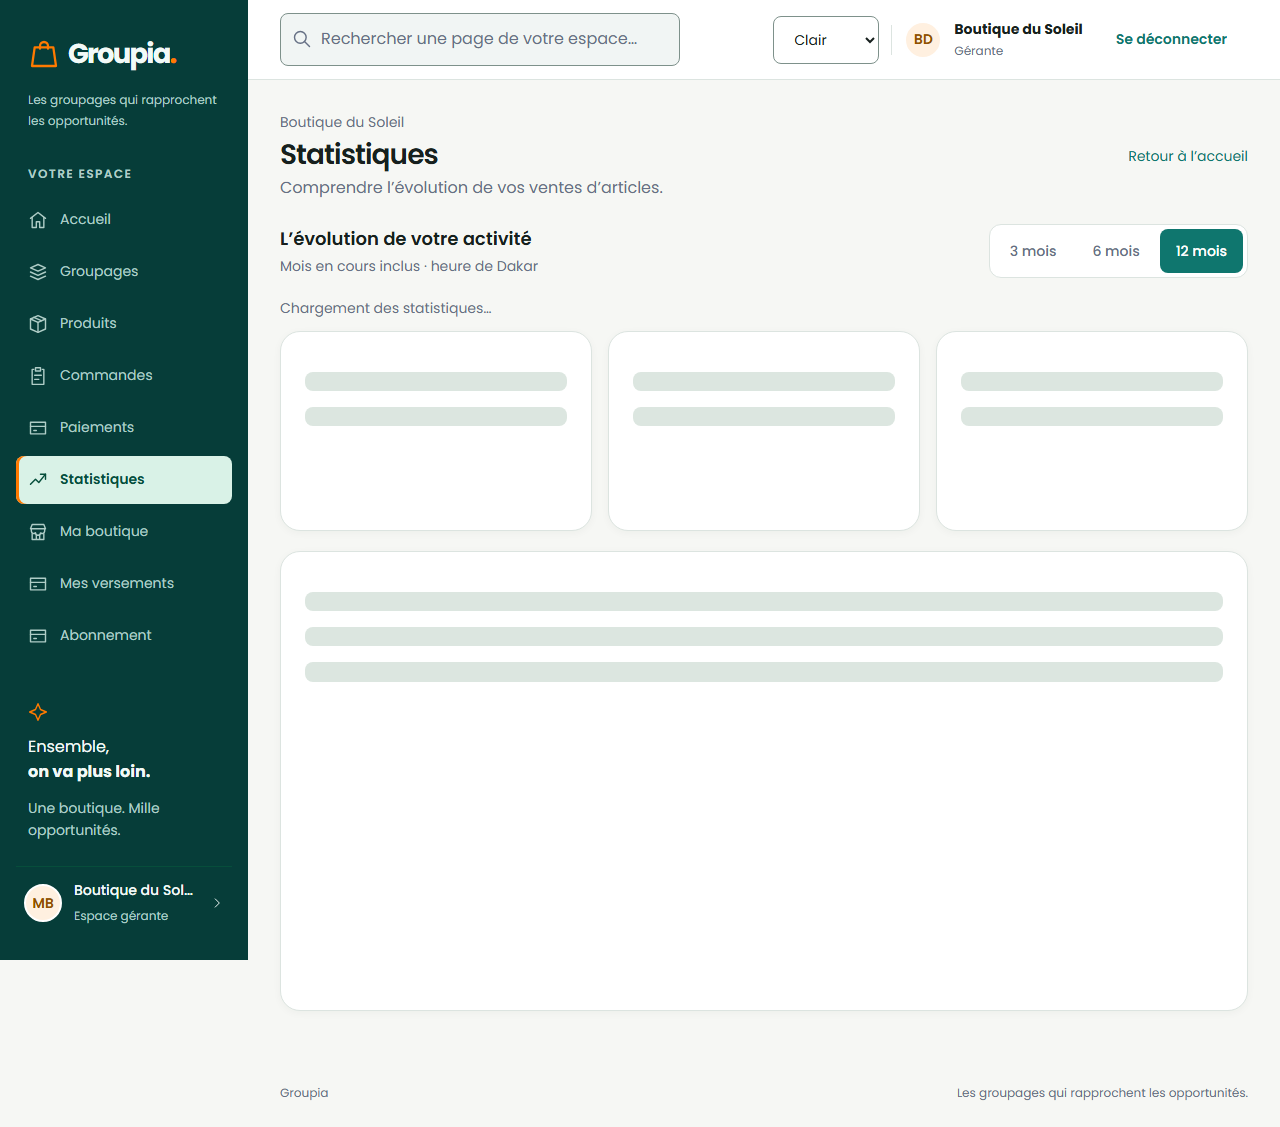 Groupia.
Les groupages qui rapprochent
les opportunités.
VOTRE ESPACE
Accueil
Groupages
Produits
Commandes
Paiements
Statistiques
Ma boutique
Mes versements
Abonnement
Ensemble,
on va plus loin.
Une boutique. Mille
opportunités.
MB
Boutique du Sol...
Espace gérante
Rechercher une page de votre espace...
Clair
BD
Boutique du Soleil
Gérante
Se déconnecter
Boutique du Soleil
Statistiques
Retour à l’accueil
Comprendre l’évolution de vos ventes d’articles.
L’évolution de votre activité
Mois en cours inclus · heure de Dakar
3 mois
6 mois
12 mois
Chargement des statistiques...
Groupia
Les groupages qui rapprochent les opportunités.